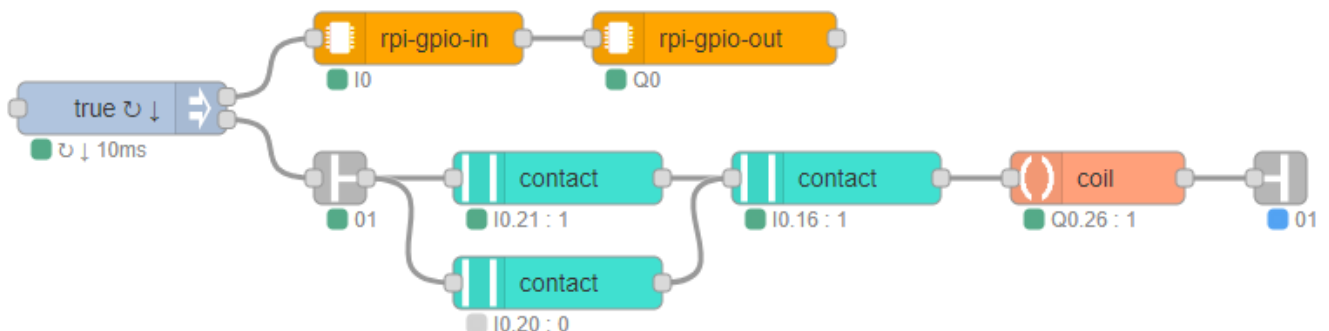 rpi-gpio-in
rpi-gpio-out
I0
Q0
true ↻ ↓
↻ ↓ 10ms
contact
contact
coil
01
I0.21 : 1
I0.16 : 1
Q0.26 : 1
01
contact
I0.20 : 0